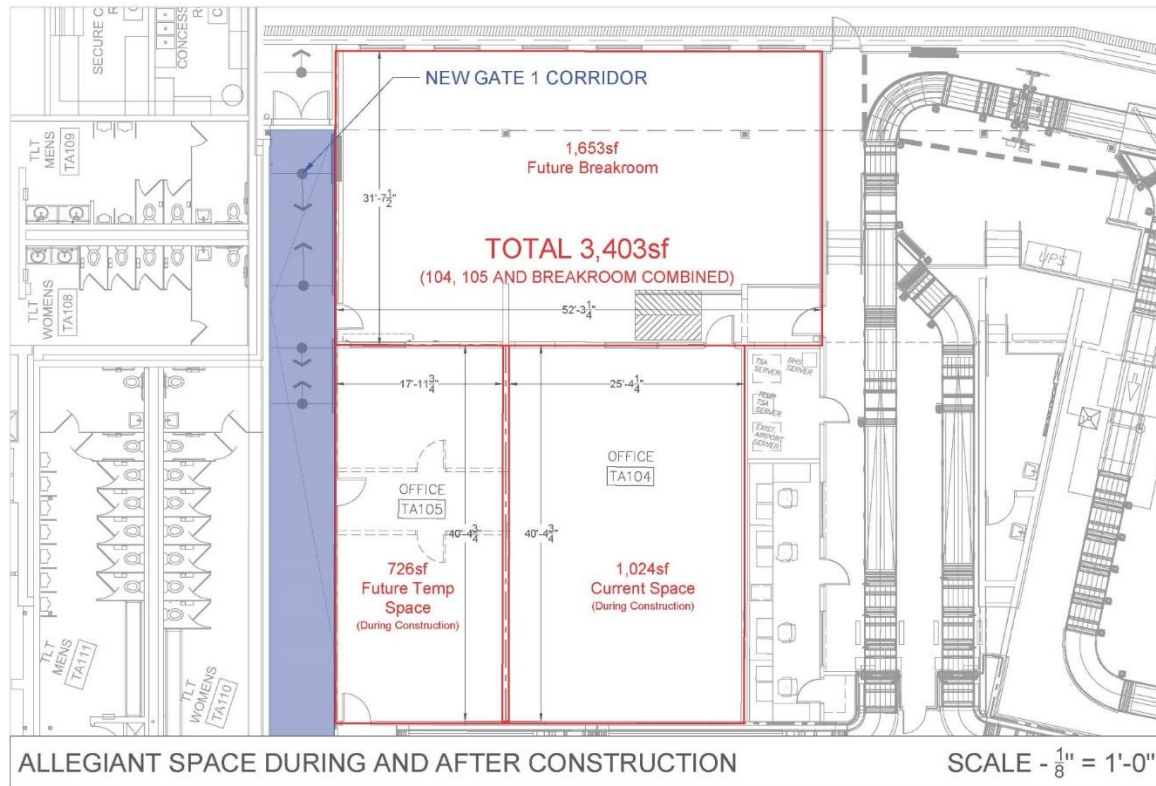 SECURE C
R
C
CONCESS
R
C
NEW GATE 1 CORRIDOR
TLT
MENS
TA109
1,653sf
Future Breakroom
31'-7 1/2"
TOTAL 3,403sf
(104, 105 AND BREAKROOM COMBINED)
UPS
TLT
WOMENS
TA108
52'-3 1/4"
17'-11 3/4"
25'-4 1/4"
TSA
SERVER
BHS
SERVER
TEMP
TSA
SERVER
EXIST.
AIRPORT
SERVER
OFFICE
TA104
OFFICE
TA105
40'-4 3/4"
40'-4 3/4"
726sf
Future Temp
Space
(During Construction)
1,024sf
Current Space
(During Construction)
TLT
MENS
TA111
TLT
WOMENS
TA110
ALLEGIANT SPACE DURING AND AFTER CONSTRUCTION
SCALE - 1/8" = 1'-0"